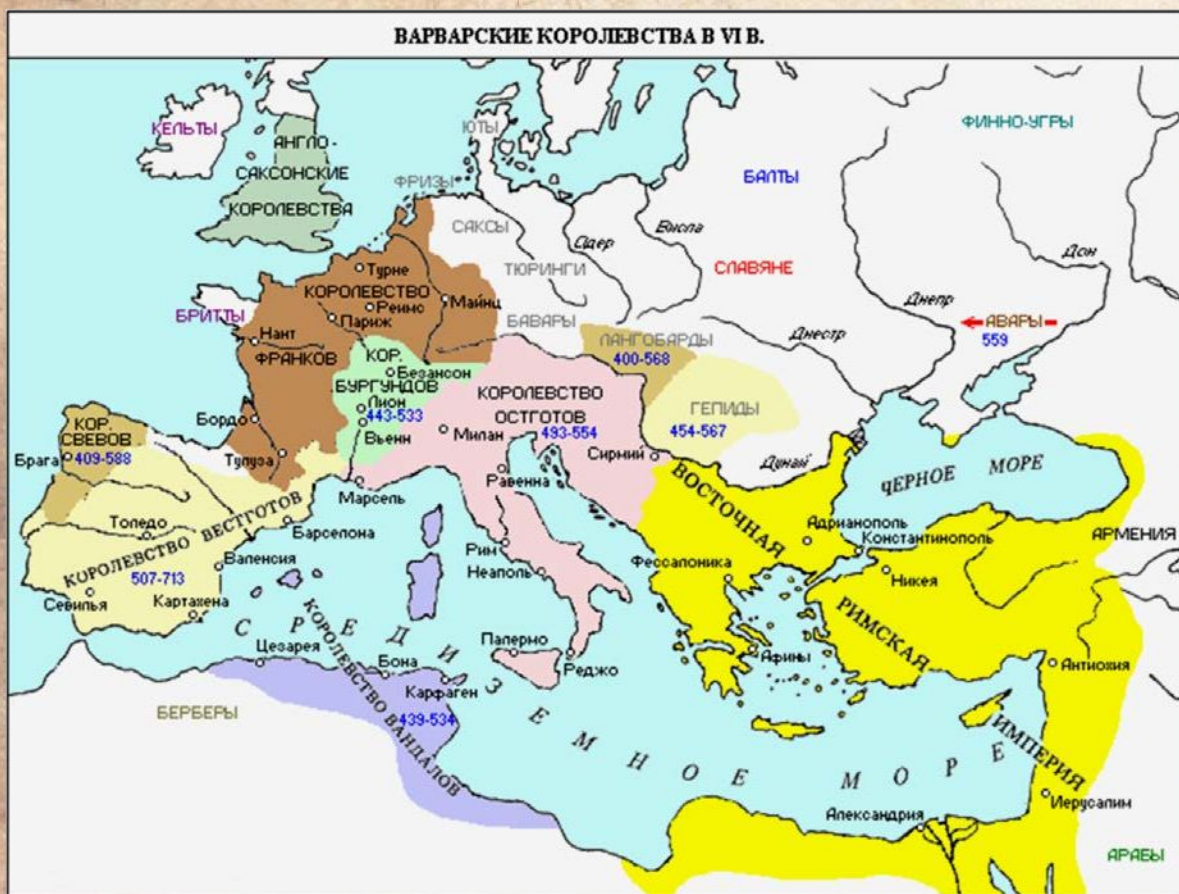 ВАРВАРСКИЕ КОРОЛЕВСТВА В VI В.
КЕЛЬТЫ
АНГЛО-
САКСОНСКИЕ
КОРОЛЕВСТВА
ЮТЫ
ФРИЗЫ
САКСЫ
ТЮРИНГИ
БАВАРЫ
Одер
Висла
БАЛТЫ
ФИННО-УГРЫ
СЛАВЯНЕ
Дон
Днепр
Днестр
АВАРЫ
559
БРИТТЫ
Турне
КОРОЛЕВСТВО
Реймс
Майнц
Париж
Нант
ФРАНКОВ
КОР.
Безансон
БУРГУНДОВ
Лион
443-533
Вьенн
Бордо
Тулуза
ЛАНГОБАРДЫ
400-568
ГЕПИДЫ
454-567
КОРОЛЕВСТВО
ОСТГОТОВ
493-554
Милан
Сирмий
Дунай
Равенна
Марсель
Рим
Неаполь
Палермо
Реджо
КОР.
СВЕВОВ
409-588
Брага
Толедо
Барселона
КОРОЛЕВСТВО ВЕСТГОТОВ
507-713
Валенсия
Севилья
Картахена
СРЕДИЗЕМНОЕ МОРЕ
Цезарея
Бона
Карфаген
КОРОЛЕВСТВО ВАНДАЛОВ
439-534
БЕРБЕРЫ
ЧЕРНОЕ МОРЕ
ВОСТОЧНАЯ
РИМСКАЯ
ИМПЕРИЯ
Адрианополь
Константинополь
Фессалоника
Никея
Афины
АРМЕНИЯ
Антиохия
Иерусалим
Александрия
АРАБЫ